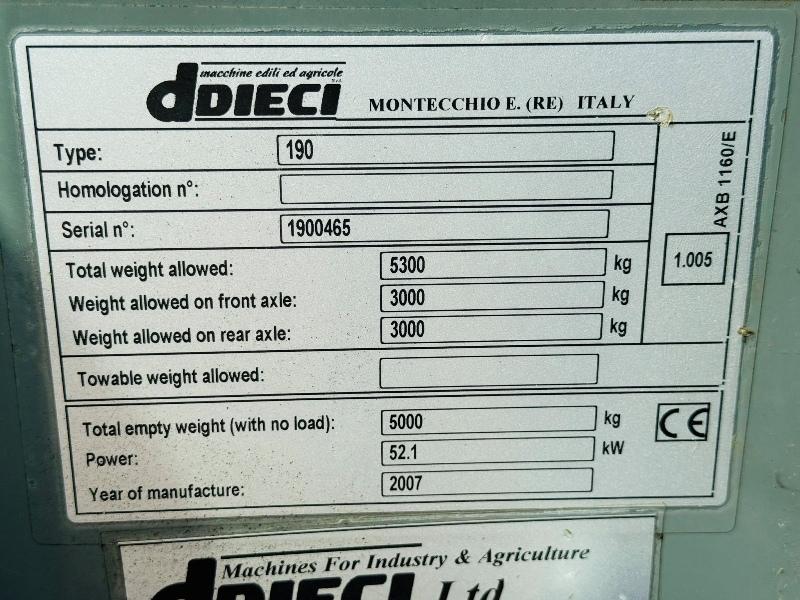 macchine edili ed agricole
dDIECI
MONTECCHIO E. (RE) ITALY
Type: 190
Homologation n°:
Serial n°: 1900465
Total weight allowed: 5300 kg
Weight allowed on front axle: 3000 kg
Weight allowed on rear axle: 3000 kg
AXB 1160/E
1.005
Towable weight allowed:
Total empty weight (with no load): 5000 kg
Power: 52.1 kW
Year of manufacture: 2007
CE
Machines For Industry & Agriculture
dDIECI Ltd